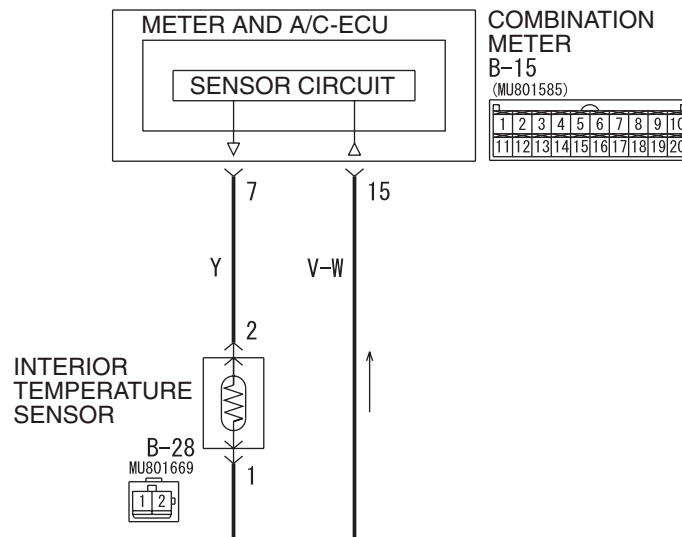 METER AND A/C-ECU
SENSOR CIRCUIT
COMBINATION
METER
B-15
(MU801585)
1 2 3 4 5 6 7 8 9 10
11 12 13 14 15 16 17 18 19 20
7
15
Y
V-W
2
INTERIOR
TEMPERATURE
SENSOR
B-28
MU801669
1 2
1